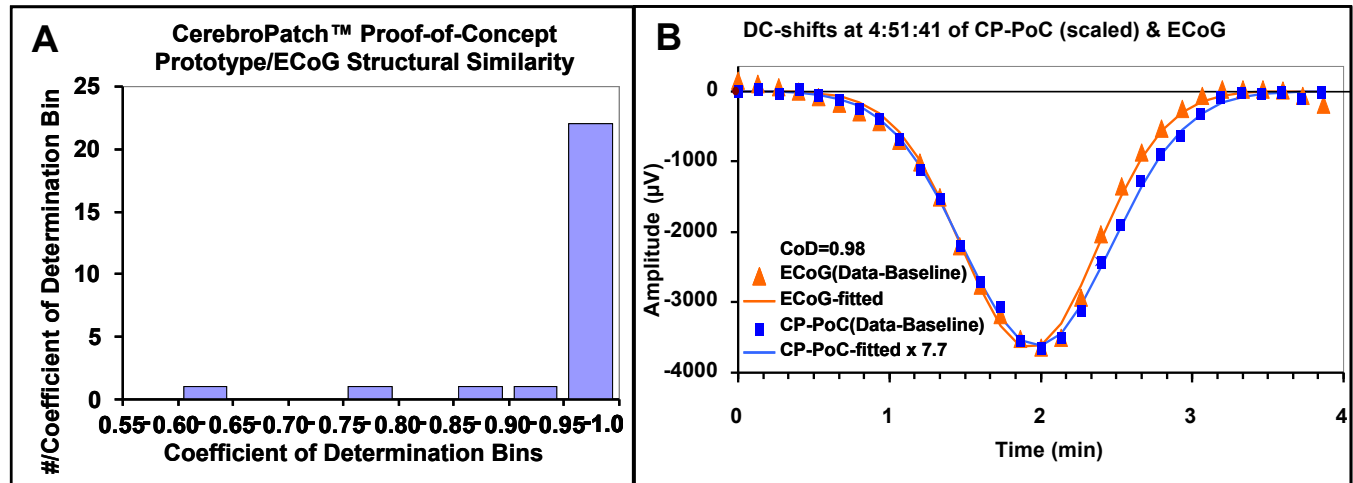 A
CerebroPatch™ Proof-of-Concept
Prototype/ECoG Structural Similarity
#/Coefficient of Determination Bin
25
20
15
10
5
0
0.55-0.60-0.65-0.70-0.75-0.80-0.85-0.90-0.95-1.0
Coefficient of Determination Bins
B
DC-shifts at 4:51:41 of CP-PoC (scaled) & ECoG
Amplitude (µV)
0
-1000
-2000
-3000
-4000
CoD=0.98
ECoG(Data-Baseline)
ECoG-fitted
CP-PoC(Data-Baseline)
CP-PoC-fitted x 7.7
0 1 2 3 4
Time (min)